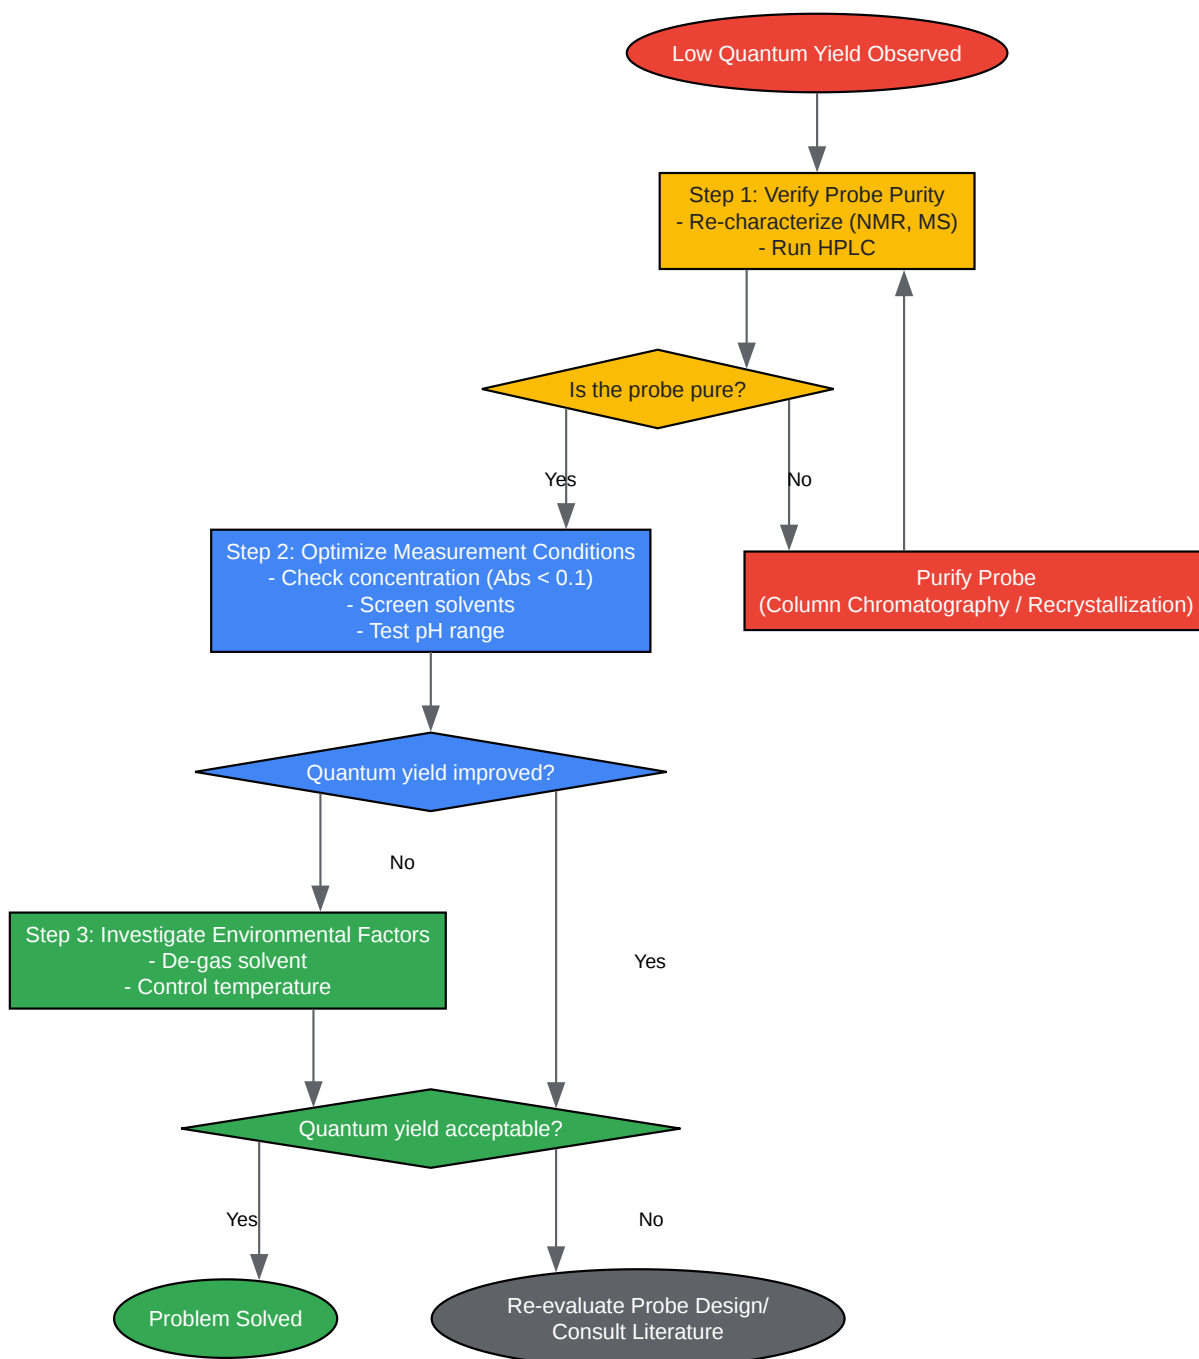 Low Quantum Yield Observed
Step 1: Verify Probe Purity
- Re-characterize (NMR, MS)
- Run HPLC
Is the probe pure?
Yes
No
Step 2: Optimize Measurement Conditions
- Check concentration (Abs < 0.1)
- Screen solvents
- Test pH range
Purify Probe
(Column Chromatography / Recrystallization)
Quantum yield improved?
No
Step 3: Investigate Environmental Factors
- De-gas solvent
- Control temperature
Yes
Quantum yield acceptable?
Yes
No
Problem Solved
Re-evaluate Probe Design/
Consult Literature